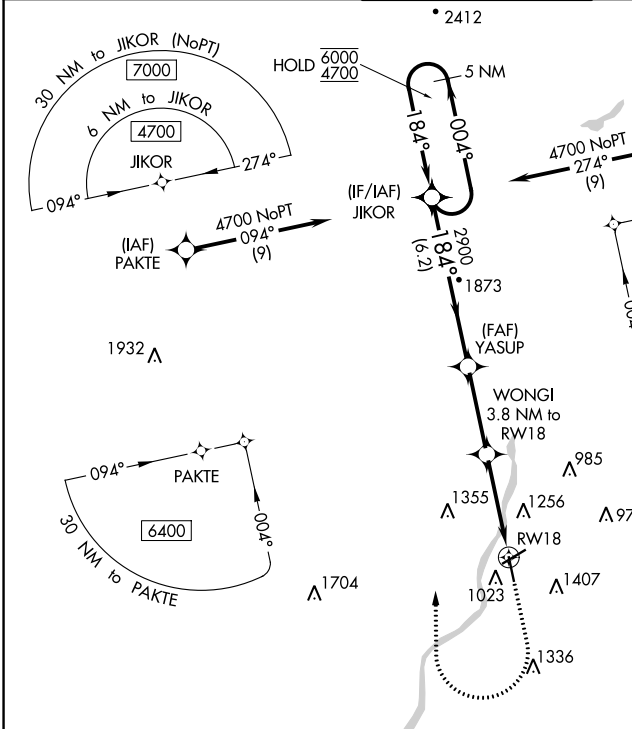 2412
30 NM to JIKOR (NoPT)
7000
6 NM to JIKOR
4700
JIKOR
094°
274°
HOLD 6000
4700
5 NM
184°
004°
4700 NoPT
274°
(9)
(IF/IAF)
JIKOR
4700 NoPT
094°
(9)
(IAF)
PAKTE
2900
184°
(6.2)
1873
(FAF)
YASUP
1932
WONGI
3.8 NM to
RW18
094°
PAKTE
004°
6400
30 NM to PAKTE
985
1355
1256
97
RW18
1023
1407
1704
1336